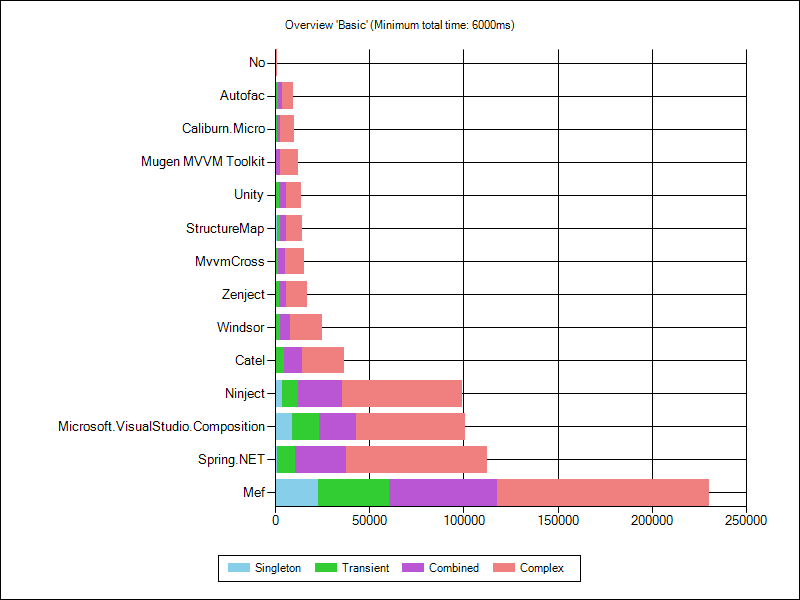 Overview 'Basic' (Minimum total time: 6000ms)
No
Autofac
Caliburn.Micro
Mugen MVVM Toolkit
Unity
StructureMap
MvvmCross
Zenject
Windsor
Catel
Ninject
Microsoft.VisualStudio.Composition
Spring.NET
Mef
0 50000 100000 150000 200000 250000
Singleton Transient Combined Complex